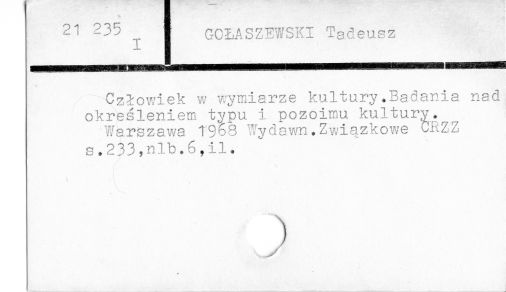 21 235
I
GOŁASZEWSKI Tadeusz
Człowiek w wymiarze kultury.Badania nad
określeniem typu i pozoimu kultury.
Warszawa 1968 Wydawn.Związkowe CRZZ
s.233,nlb.6,il.